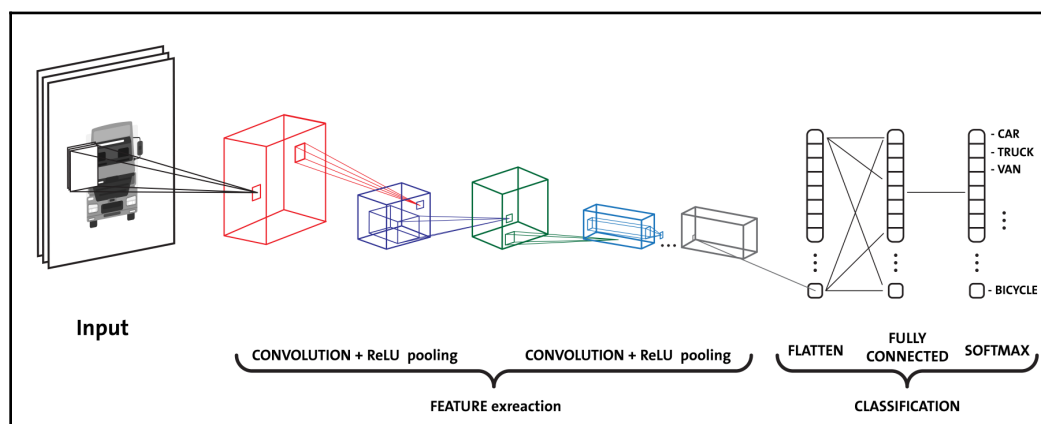 - CAR
- TRUCK
- VAN
- BICYCLE
Input
CONVOLUTION + ReLU pooling
CONVOLUTION + ReLU pooling
FLATTEN
FULLY
CONNECTED
SOFTMAX
FEATURE exreaction
CLASSIFICATION